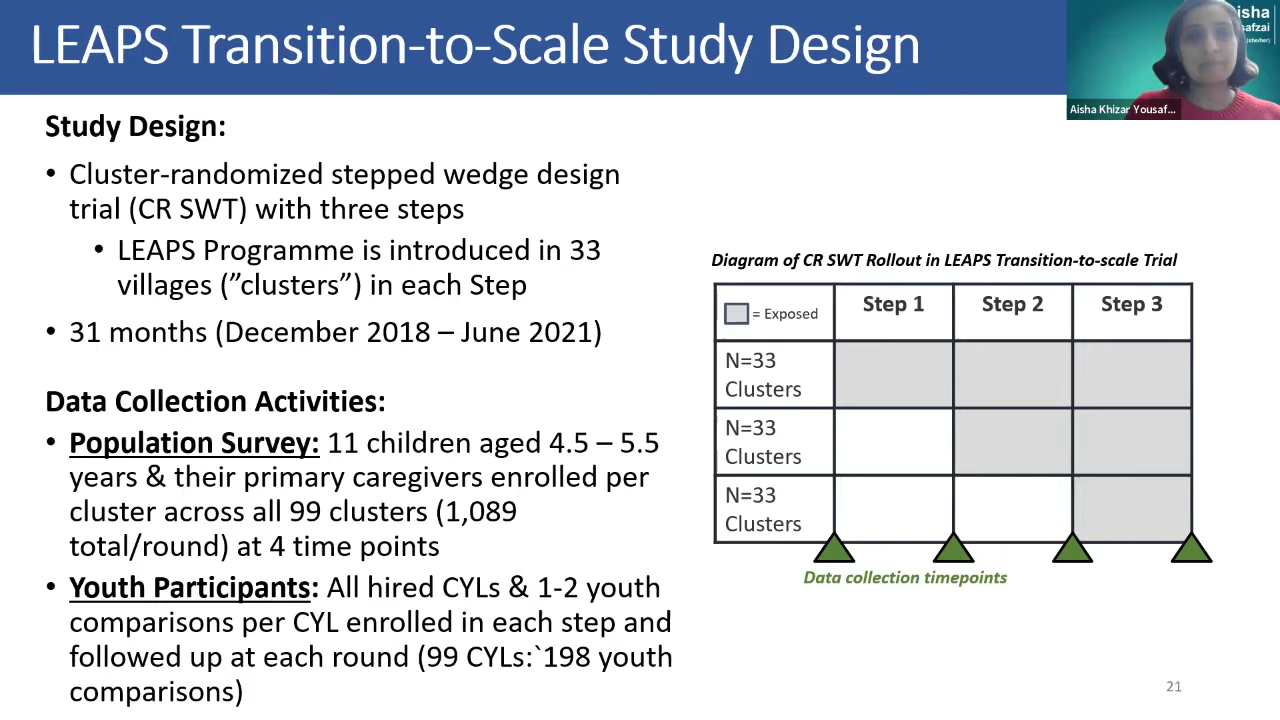 LEAPS Transition-to-Scale Study Design
Aisha Khizar Yousaf...
Study Design:
• Cluster-randomized stepped wedge design
trial (CR SWT) with three steps
• LEAPS Programme is introduced in 33
villages (”clusters”) in each Step
• 31 months (December 2018 – June 2021)
Data Collection Activities:
• Population Survey: 11 children aged 4.5 – 5.5
years & their primary caregivers enrolled per
cluster across all 99 clusters (1,089
total/round) at 4 time points
• Youth Participants: All hired CYLs & 1-2 youth
comparisons per CYL enrolled in each step and
followed up at each round (99 CYLs:`198 youth
comparisons)
Diagram of CR SWT Rollout in LEAPS Transition-to-scale Trial
= Exposed
Step 1
Step 2
Step 3
N=33
Clusters
N=33
Clusters
N=33
Clusters
Data collection timepoints
21